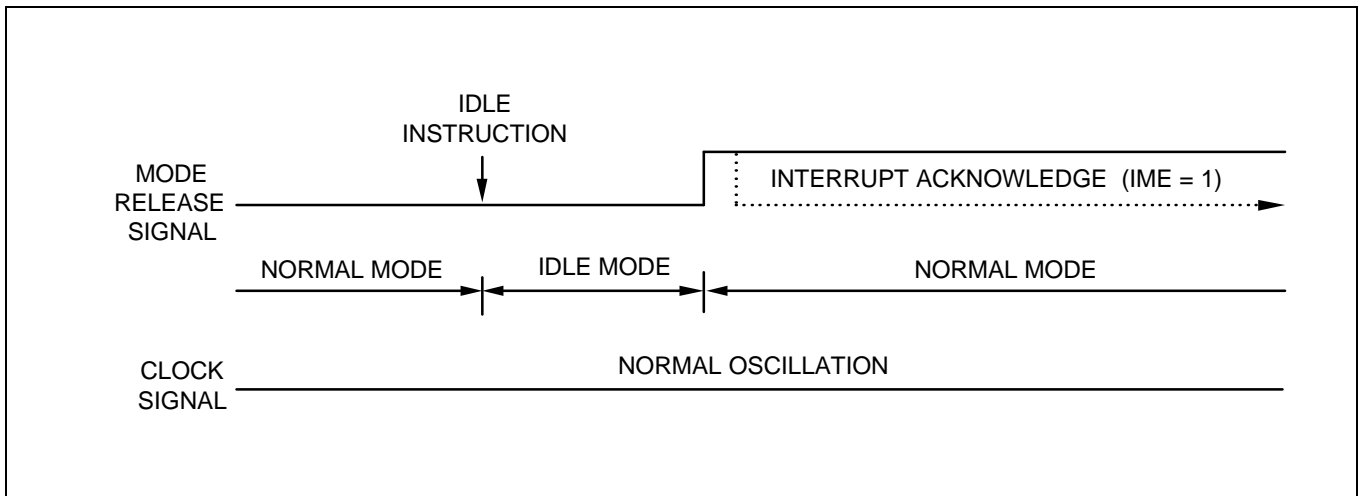 IDLE
INSTRUCTION
MODE
RELEASE
SIGNAL
INTERRUPT ACKNOWLEDGE (IME = 1)
NORMAL MODE
IDLE MODE
NORMAL MODE
CLOCK
SIGNAL
NORMAL OSCILLATION